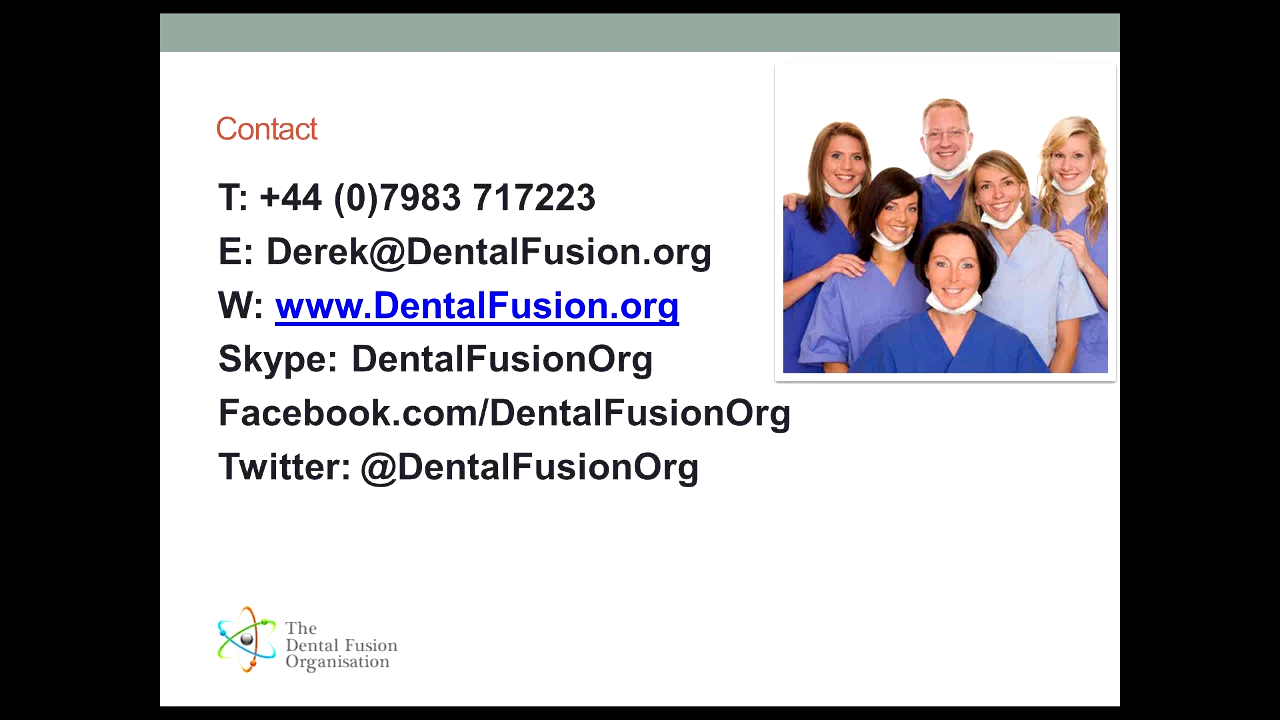 Contact
T: +44 (0)7983 717223
E: Derek@DentalFusion.org
W: www.DentalFusion.org
Skype: DentalFusionOrg
Facebook.com/DentalFusionOrg
Twitter: @DentalFusionOrg
The
Dental Fusion
Organisation